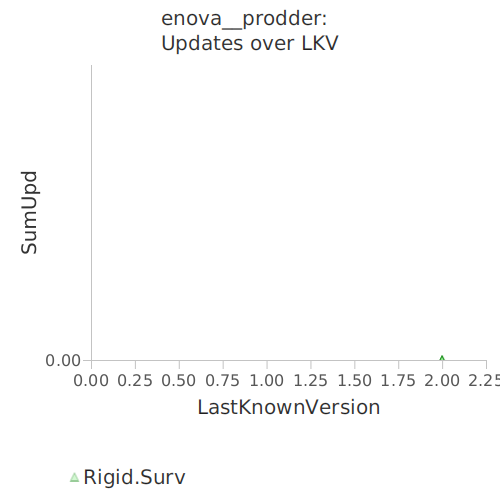 enova__prodder:
Updates over LKV
SumUpd
0.00
0.00 0.25 0.50 0.75 1.00 1.25 1.50 1.75 2.00 2.25
LastKnownVersion
Rigid.Surv